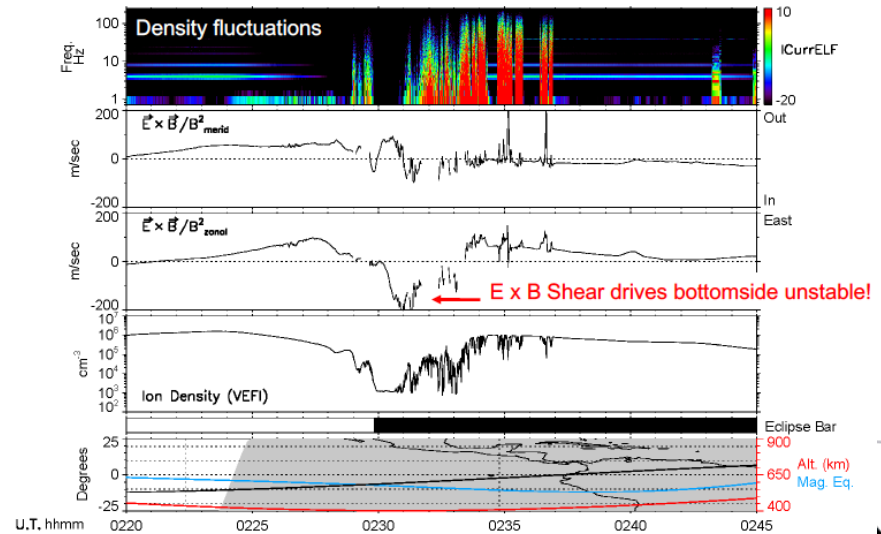 Density fluctuations
200
100
10
1
Freq.
Hz
10
ICurrELF
-20
E × B/B² merid
200
0
-200
m/sec
Out
In
E × B/B² zonal
200
0
-200
m/sec
East
E x B Shear drives bottomside unstable!
10⁷
10⁶
10⁵
10⁴
10³
10²
cm⁻³
Ion Density (VEFI)
Eclipse Bar
25
0
-25
Degrees
900
650
400
Alt. (km)
Mag. Eq.
0220
0225
0230
0235
0240
0245
U.T. hhmm